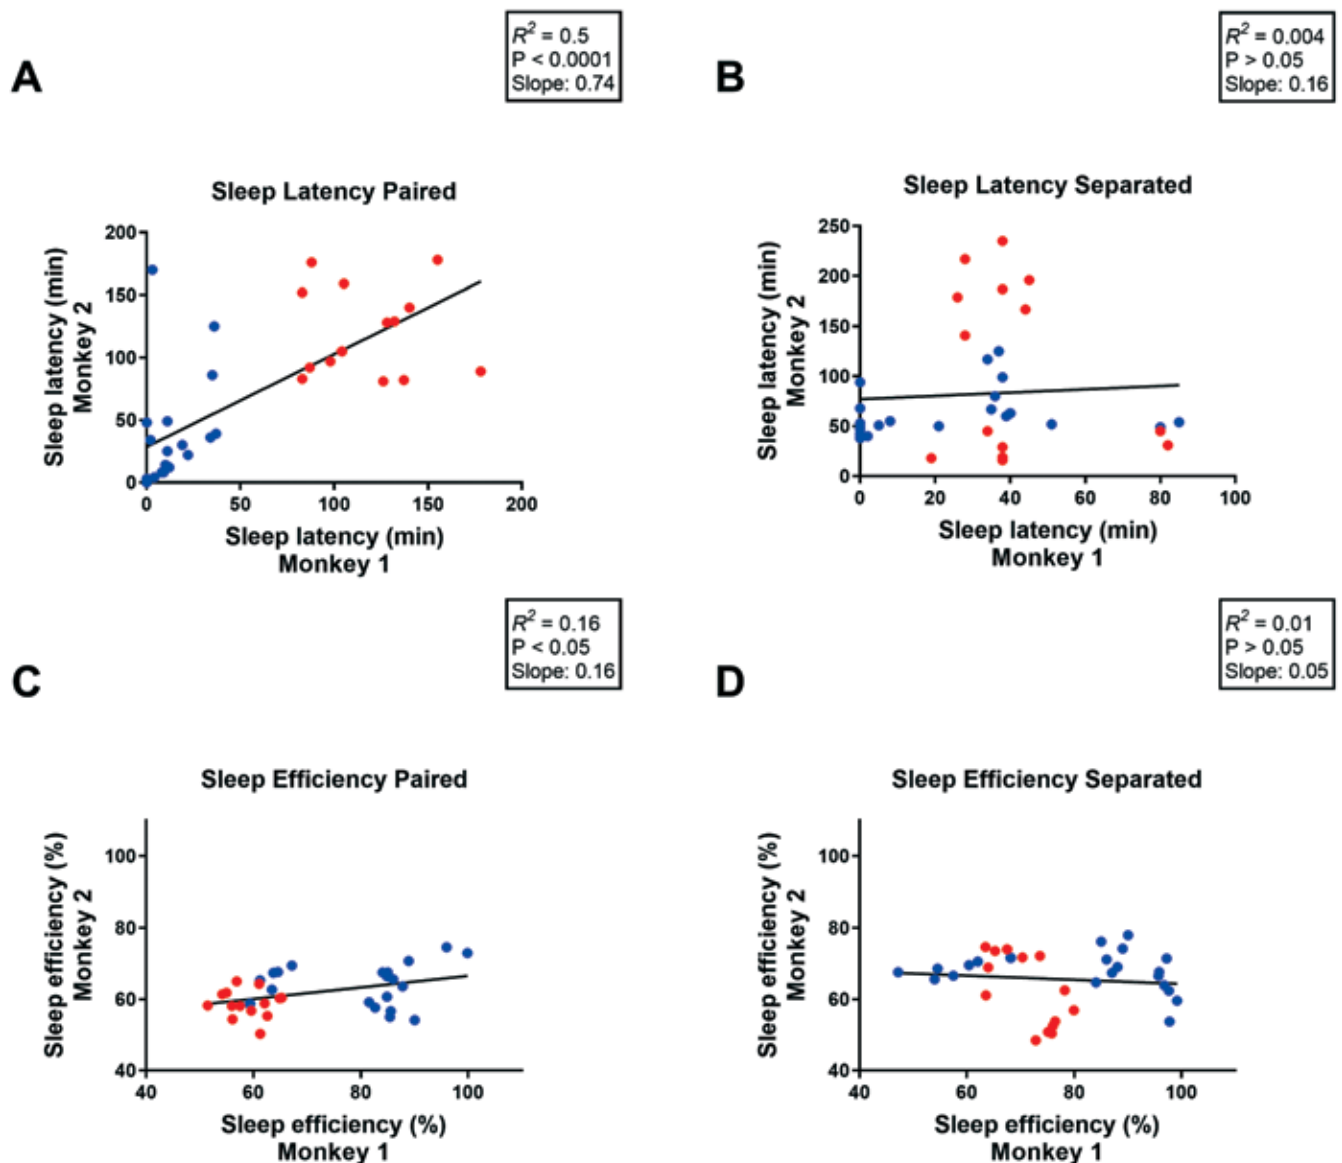 A
R² = 0.5
P < 0.0001
Slope: 0.74
Sleep Latency Paired
Sleep latency (min)
Monkey 2
200
150
100
50
0
0 50 100 150 200
Sleep latency (min)
Monkey 1
B
R² = 0.004
P > 0.05
Slope: 0.16
Sleep Latency Separated
Sleep latency (min)
Monkey 2
250
200
150
100
50
0
0 20 40 60 80 100
Sleep latency (min)
Monkey 1
C
R² = 0.16
P < 0.05
Slope: 0.16
Sleep Efficiency Paired
Sleep efficiency (%)
Monkey 2
100
80
60
40
40 60 80 100
Sleep efficiency (%)
Monkey 1
D
R² = 0.01
P > 0.05
Slope: 0.05
Sleep Efficiency Separated
Sleep efficiency (%)
Monkey 2
100
80
60
40
40 60 80 100
Sleep efficiency (%)
Monkey 1